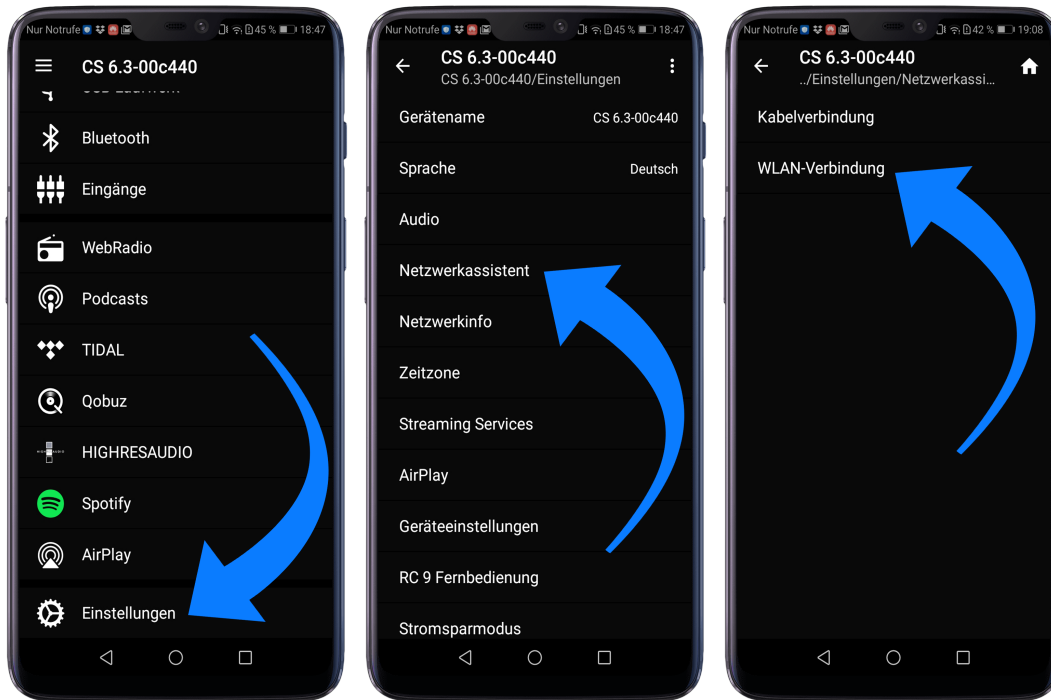 Nur Notrufe 45 % 18:47
CS 6.3-00c440
Bluetooth
Eingänge
WebRadio
Podcasts
TIDAL
Qobuz
HIGHRESAUDIO
Spotify
AirPlay
Einstellungen
Nur Notrufe 45 % 18:47
CS 6.3-00c440
CS 6.3-00c440/Einstellungen
Gerätename CS 6.3-00c440
Sprache Deutsch
Audio
Netzwerkassistent
Netzwerkinfo
Zeitzone
Streaming Services
AirPlay
Geräteeinstellungen
RC 9 Fernbedienung
Stromsparmodus
Nur Notrufe 42 % 19:08
CS 6.3-00c440
../Einstellungen/Netzwerkassi...
Kabelverbindung
WLAN-Verbindung